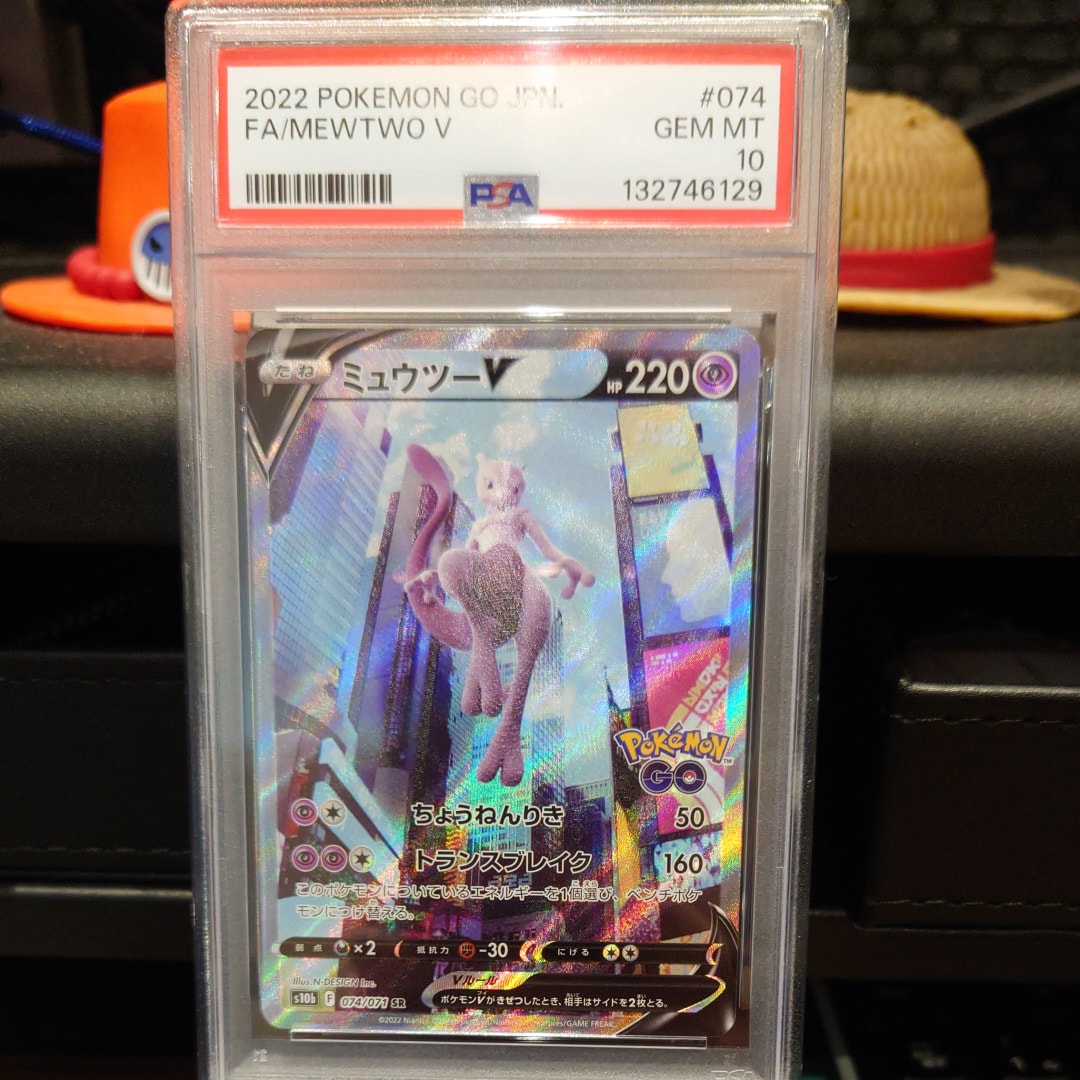 2022 POKEMON GO JPN. #074
FA/MEWTWO V GEM MT
10
PSA 132746129
たね ミュウツーV HP 220
Pokémon GO
ちょうねんりき 50
トランスブレイク 160
このポケモンについているエネルギーを1個選び、ベンチポケ
モンにつけ替える。
弱点 ×2 抵抗力 -30 にげる
Vルール
ポケモンVがきぜつしたとき、相手はサイドを2枚とる。
Illus.N-DESIGN Inc.
s10b F 074/071 SR
©2022 /GAME FREAK